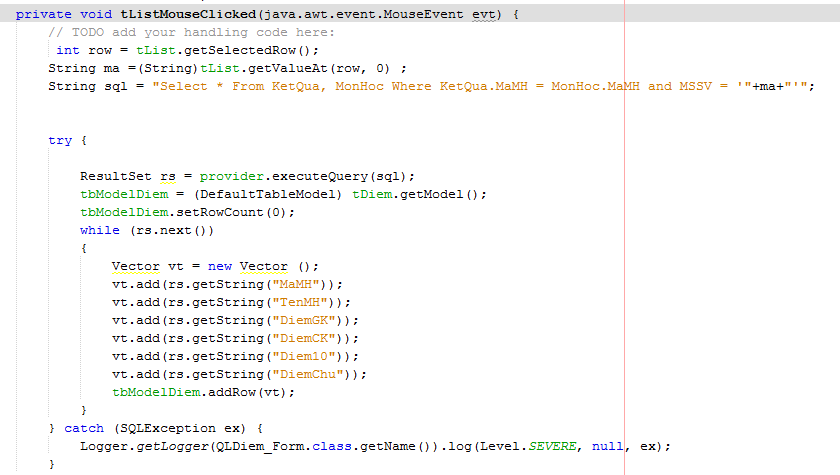 private void tListMouseClicked(java.awt.event.MouseEvent evt) {
// TODO add your handling code here:
int row = tList.getSelectedRow();
String ma =(String)tList.getValueAt(row, 0) ;
String sql = "Select * From KetQua, MonHoc Where KetQua.MaMH = MonHoc.MaMH and MSSV = '"+ma+"'";
try {
ResultSet rs = provider.executeQuery(sql);
tbModelDiem = (DefaultTableModel) tDiem.getModel();
tbModelDiem.setRowCount(0);
while (rs.next())
{
Vector vt = new Vector ();
vt.add(rs.getString("MaMH"));
vt.add(rs.getString("TenMH"));
vt.add(rs.getString("DiemGK"));
vt.add(rs.getString("DiemCK"));
vt.add(rs.getString("Diem10"));
vt.add(rs.getString("DiemChu"));
tbModelDiem.addRow(vt);
}
} catch (SQLException ex) {
Logger.getLogger(QLDiem_Form.class.getName()).log(Level.SEVERE, null, ex);
}